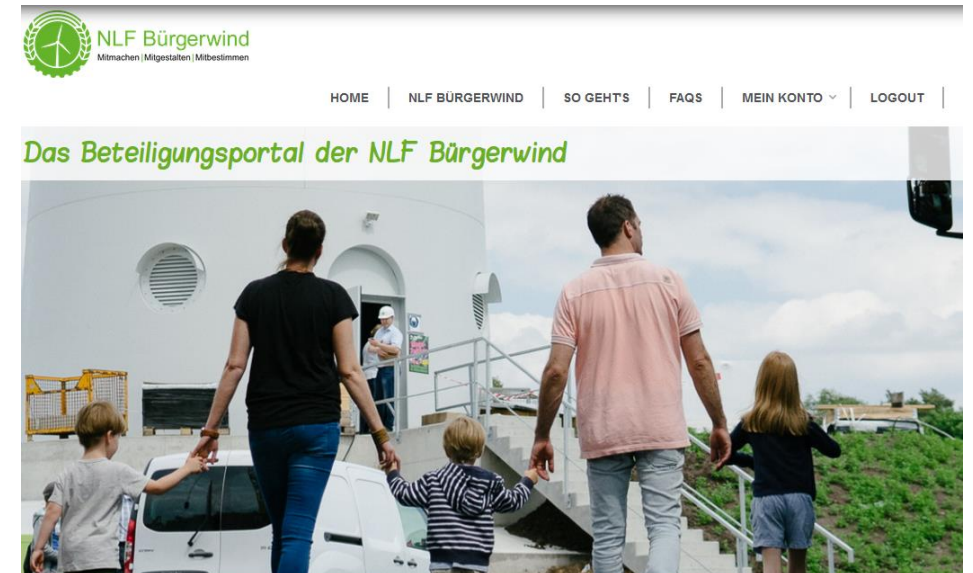 NLF Bürgerwind
Mitmachen | Mitgestalten | Mitbestimmen
HOME | NLF BÜRGERWIND | SO GEHT'S | FAQS | MEIN KONTO | LOGOUT |
Das Beteiligungsportal der NLF Bürgerwind